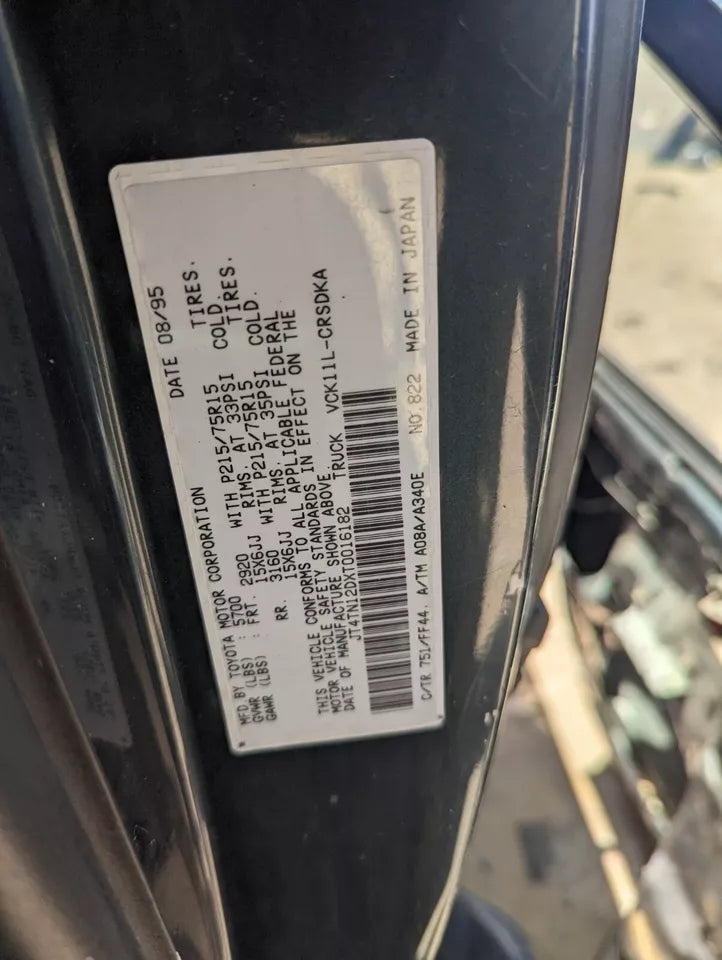 DATE 08/95
MFD. BY TOYOTA MOTOR CORPORATION
GVWR (LBS) : 5700
GAWR (LBS) : FRT. 2920 WITH P215/75R15 TIRES.
15X6JJ RIMS. AT 33PSI COLD.
RR. 3160 WITH P215/75R15 TIRES.
15X6JJ RIMS. AT 35PSI COLD.
THIS VEHICLE CONFORMS TO ALL APPLICABLE FEDERAL
MOTOR VEHICLE SAFETY STANDARDS IN EFFECT ON THE
DATE OF MANUFACTURE SHOWN ABOVE
JT4TN12DXT0016182 TRUCK VCK11L-CRSDKA
C/TR 751/FF44. A/TM A08A/A340E NO.822 MADE IN JAPAN